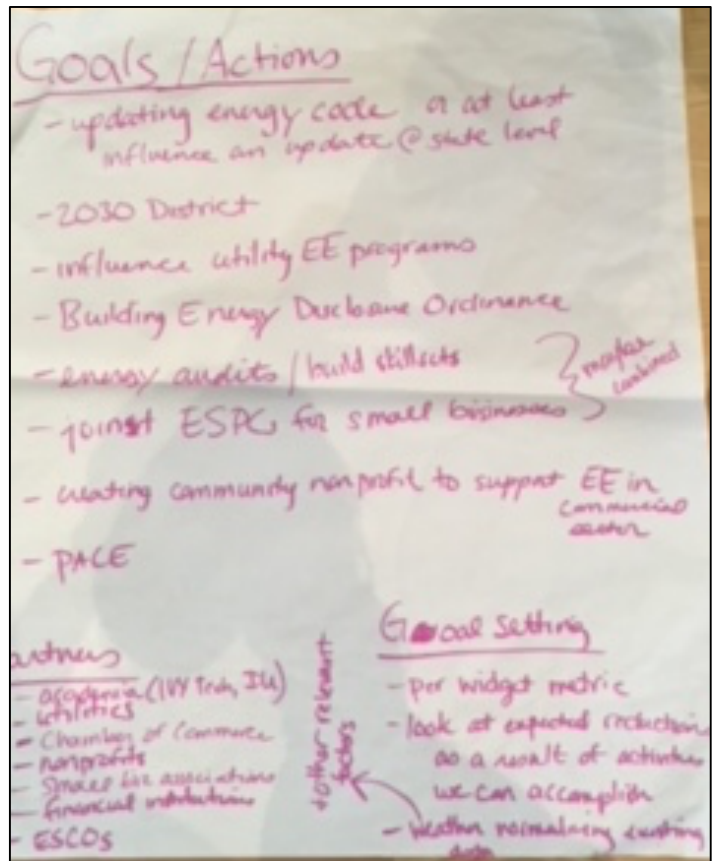 Goals / Actions
- updating energy code or at least
influence an update @ state level
- 2030 District
- influence utility EE programs
- Building Energy Disclosure Ordinance
- energy audits / build skillsets
- joint ESPC for small businesses
maybe
combined
- creating community nonprofit to support EE in
commercial
sector
- PACE
artners
- academia (IVY Tech, IU)
- utilities
- Chamber of Commerce
- nonprofits
- small biz associations
- financial institutions
- ESCOs
+ other relevant
factors
Goal Setting
- per widget metric
- look at expected reductions
as a result of activities
we can accomplish
- weather normalizing existing
data